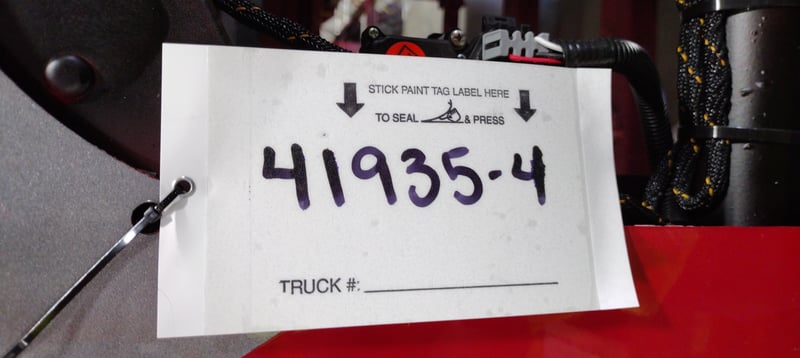 STICK PAINT TAG LABEL HERE
TO SEAL & PRESS
41935-4
TRUCK #: